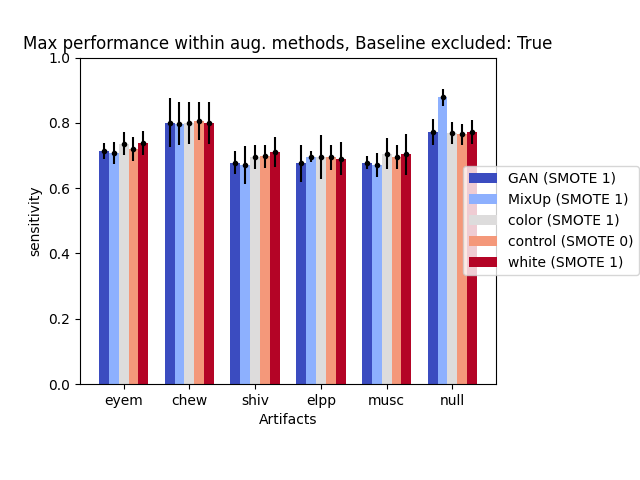 Max performance within aug. methods, Baseline excluded: True
1.0
0.8
0.6
0.4
0.2
0.0
sensitivity
eyem chew shiv elpp musc null
Artifacts
GAN (SMOTE 1)
MixUp (SMOTE 1)
color (SMOTE 1)
control (SMOTE 0)
white (SMOTE 1)